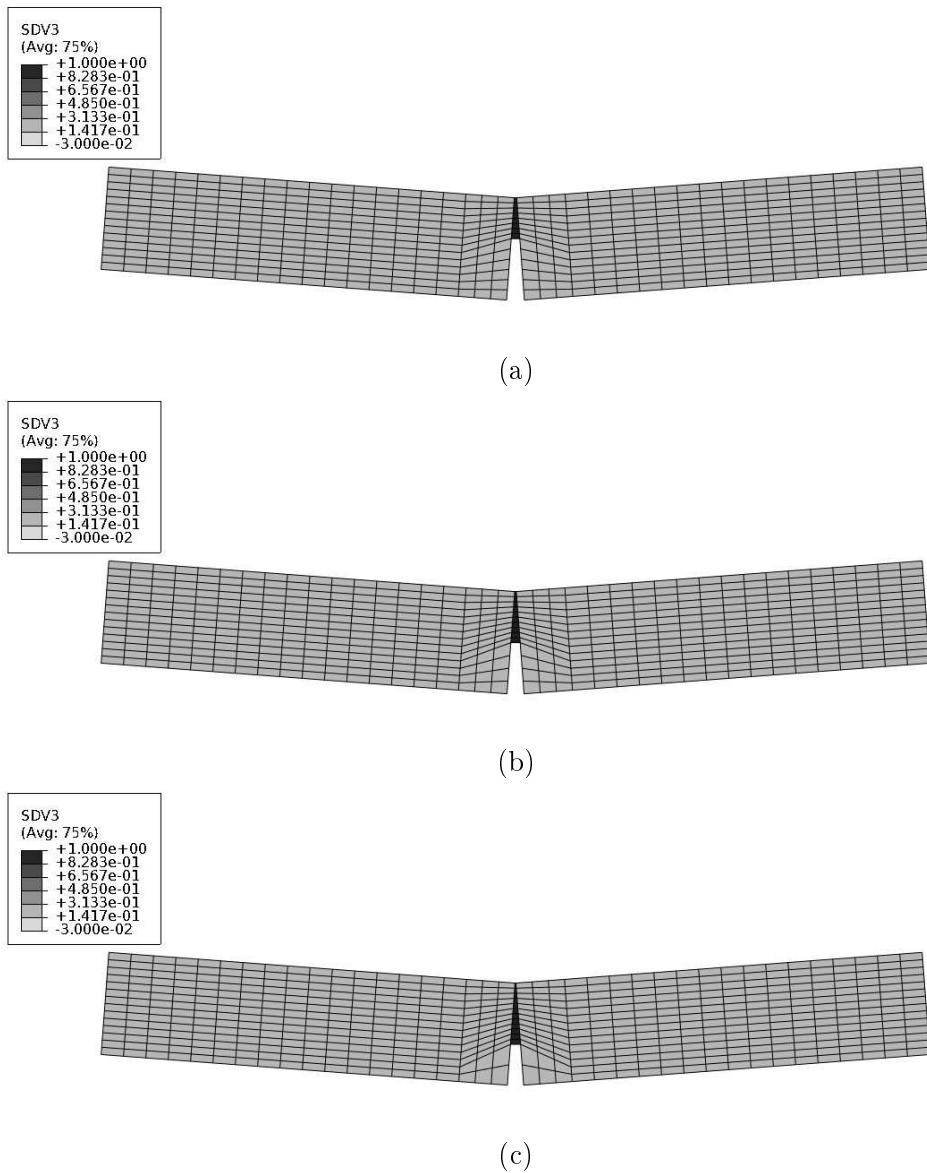 SDV3
(Avg: 75%)
+1.000e+00
+8.283e-01
+6.567e-01
+4.850e-01
+3.133e-01
+1.417e-01
-3.000e-02
(a)
SDV3
(Avg: 75%)
+1.000e+00
+8.283e-01
+6.567e-01
+4.850e-01
+3.133e-01
+1.417e-01
-3.000e-02
(b)
SDV3
(Avg: 75%)
+1.000e+00
+8.283e-01
+6.567e-01
+4.850e-01
+3.133e-01
+1.417e-01
-3.000e-02
(c)